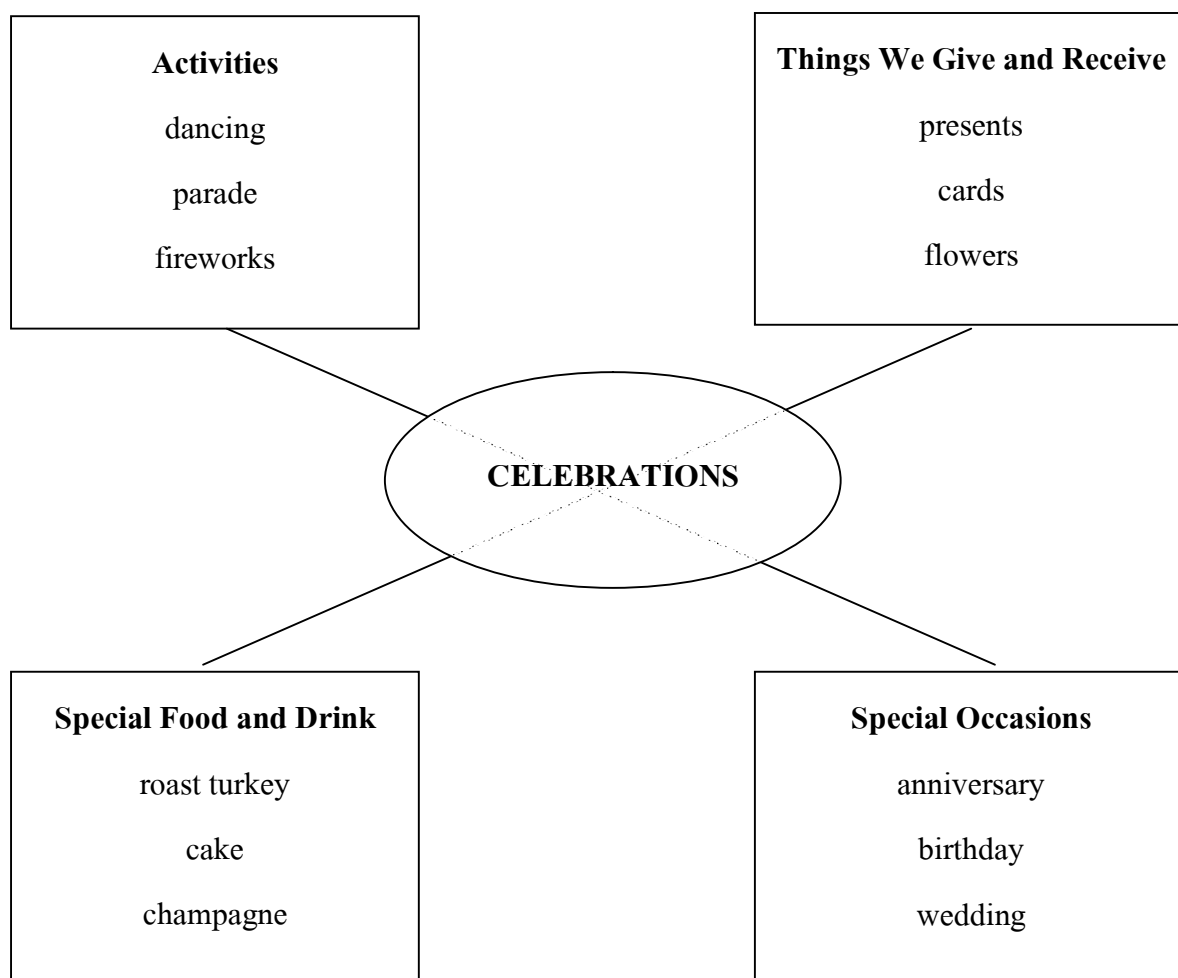 Activities
dancing
parade
fireworks
Things We Give and Receive
presents
cards
flowers
CELEBRATIONS
Special Food and Drink
roast turkey
cake
champagne
Special Occasions
anniversary
birthday
wedding